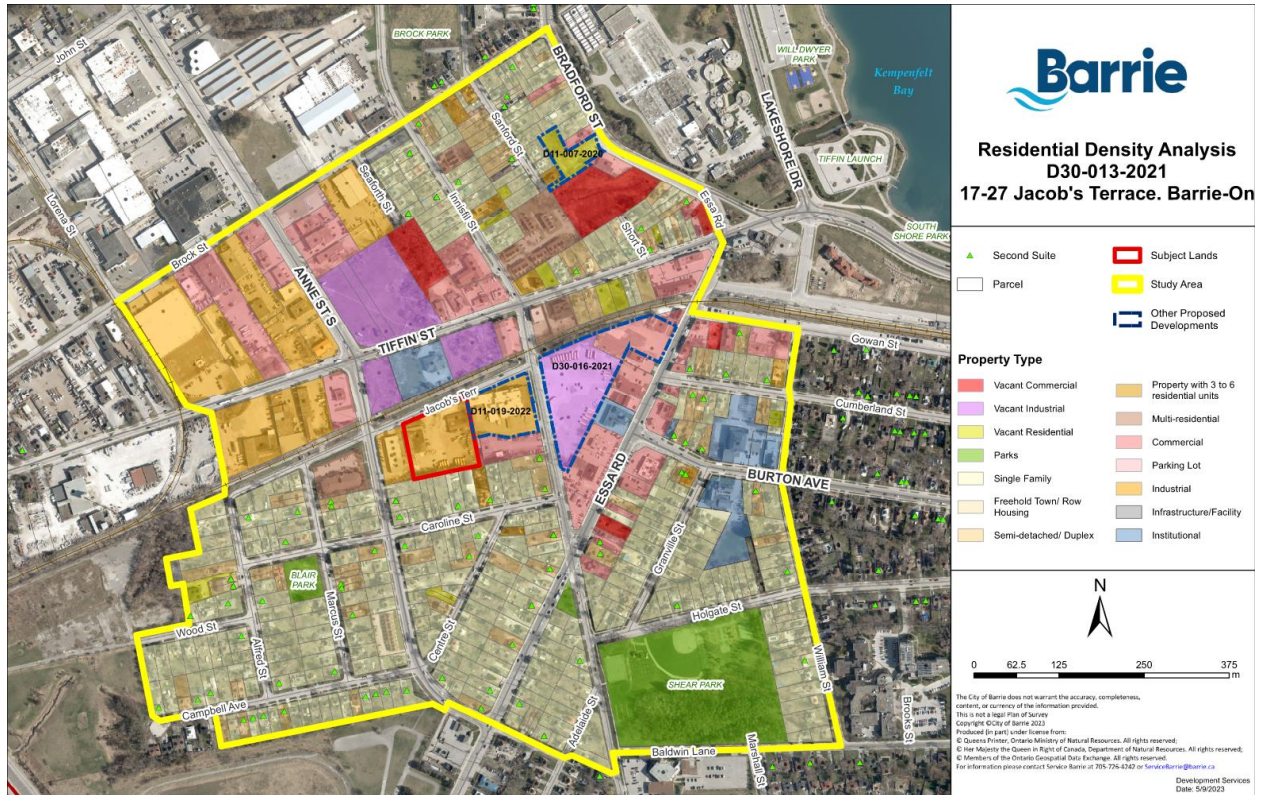 BROCK PARK
John St
BRADFORD ST
WILL DWYER
PARK
Kempenfelt
Bay
LAKESHORE DR
Sanford St
D11-007-2020
TIFFIN LAUNCH
Seaforth St
Lorena St
Innisfil St
Essa Rd
SOUTH
SHORE PARK
Short St
Brock St
ANNE ST S
TIFFIN ST
Gowan St
D30-016-2021
Jacob's Terr
D11-019-2022
Cumberland St
ESSA RD
BURTON AVE
Caroline St
Granville St
BLAIR
PARK
Marcus St
Holgate St
Wood St
Alfred St
Centre St
William St
SHEAR PARK
Campbell Ave
Adelaide St
Brooks St
Baldwin Lane
Marshall St
Barrie
Residential Density Analysis
D30-013-2021
17-27 Jacob's Terrace. Barrie-On
Second Suite
Parcel
Subject Lands
Study Area
Other Proposed
Developments
Property Type
Vacant Commercial
Vacant Industrial
Vacant Residential
Parks
Single Family
Freehold Town/ Row
Housing
Semi-detached/ Duplex
Property with 3 to 6
residential units
Multi-residential
Commercial
Parking Lot
Industrial
Infrastructure/Facility
Institutional
N
0 62.5 125 250 375
m
The City of Barrie does not warrant the accuracy, completeness,
content, or currency of the information provided.
This is not a legal Plan of Survey
Copyright ©City of Barrie 2023
Produced (in part) under license from:
© Queens Printer, Ontario Ministry of Natural Resources. All rights reserved;
© Her Majesty the Queen in Right of Canada, Department of Natural Resources. All rights reserved;
© Members of the Ontario Geospatial Data Exchange. All rights reserved.
For information please contact Service Barrie at 705-726-4242 or ServiceBarrie@barrie.ca
Development Services
Date: 5/9/2023